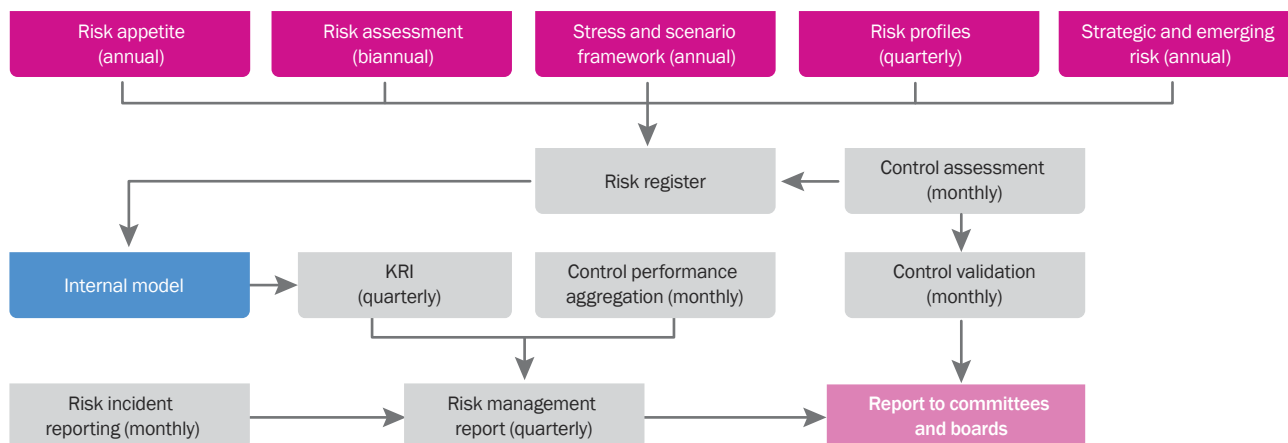 Risk appetite
(annual)
Risk assessment
(biannual)
Stress and scenario
framework (annual)
Risk profiles
(quarterly)
Strategic and emerging
risk (annual)
Risk register
Control assessment
(monthly)
Internal model
KRI
(quarterly)
Control performance
aggregation (monthly)
Control validation
(monthly)
Risk incident
reporting (monthly)
Risk management
report (quarterly)
Report to committees
and boards